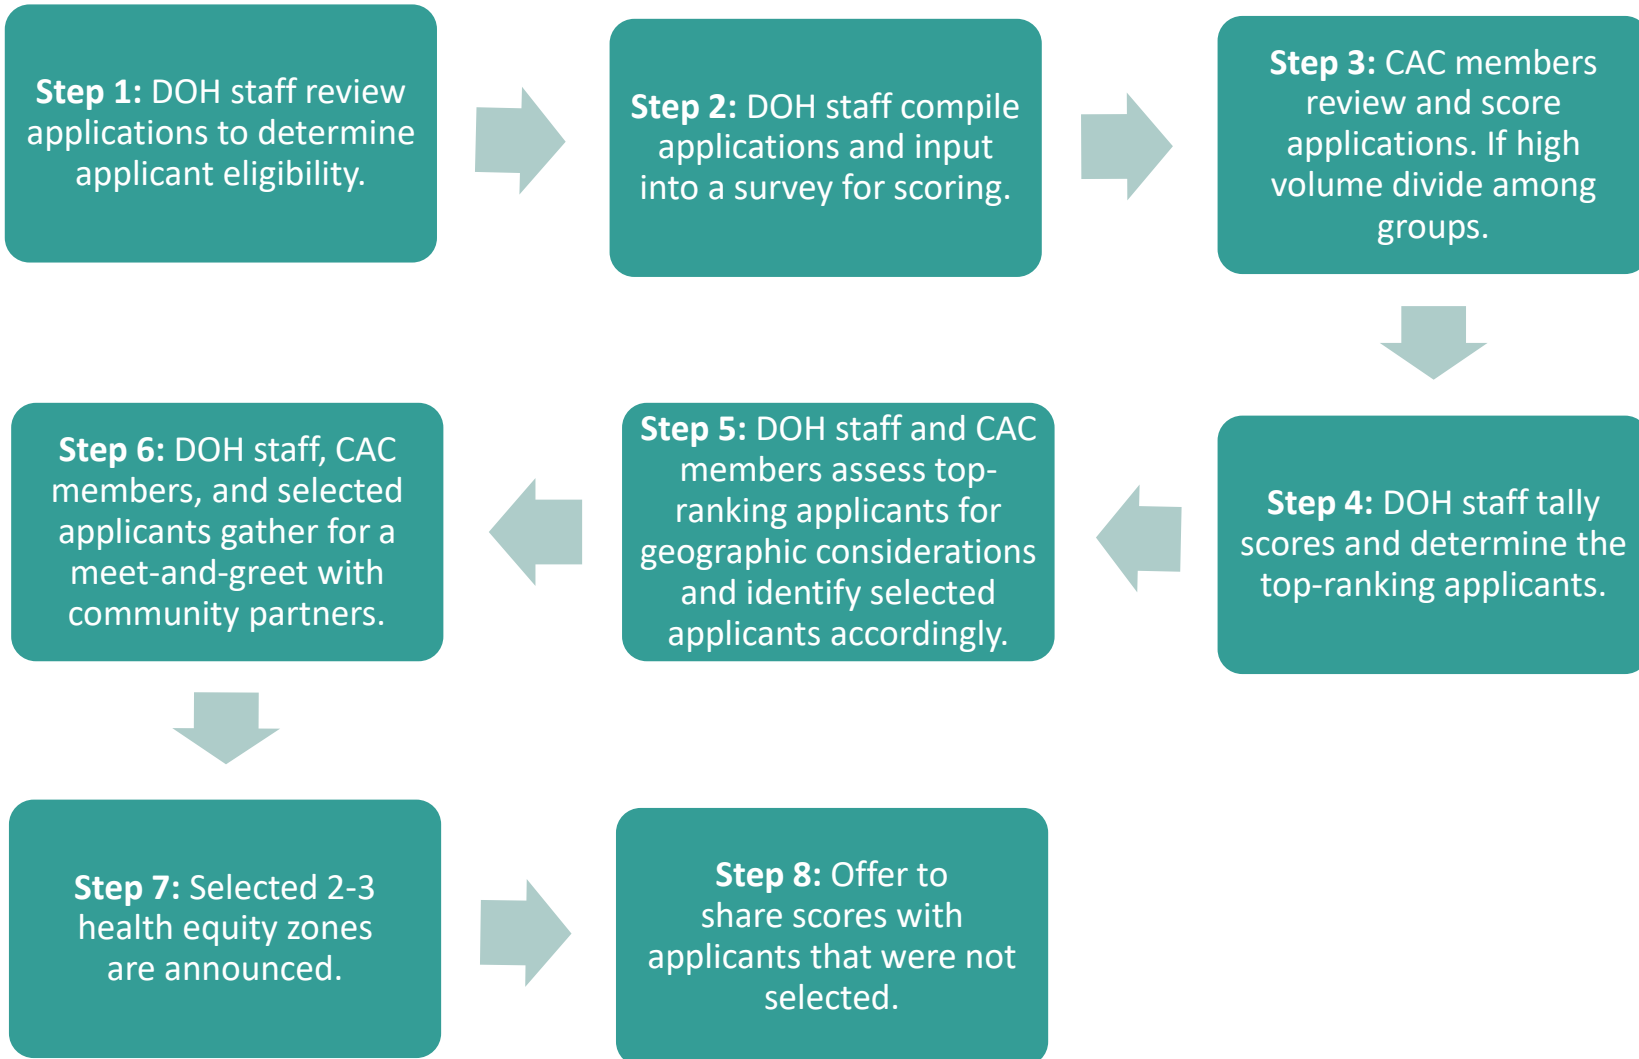 Step 1: DOH staff review
applications to determine
applicant eligibility.
Step 2: DOH staff compile
applications and input
into a survey for scoring.
Step 3: CAC members
review and score
applications. If high
volume divide among
groups.
Step 4: DOH staff tally
scores and determine the
top-ranking applicants.
Step 5: DOH staff and CAC
members assess top-
ranking applicants for
geographic considerations
and identify selected
applicants accordingly.
Step 6: DOH staff, CAC
members, and selected
applicants gather for a
meet-and-greet with
community partners.
Step 7: Selected 2-3
health equity zones
are announced.
Step 8: Offer to
share scores with
applicants that were not
selected.